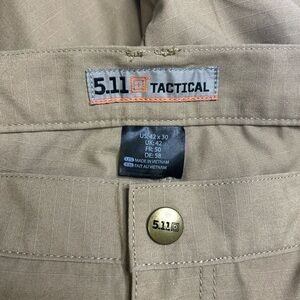 5.11 TACTICAL
US: 42 x 30
UK: 42
FR: 50
DE: 58
MADE IN VIETNAM
FAIT AU VIETNAM
5.11